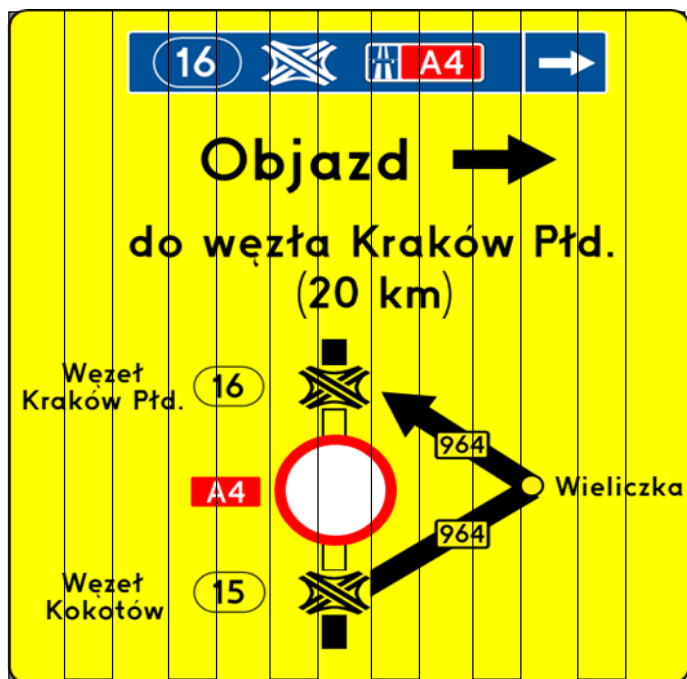 16 A4
Objazd
do węzła Kraków Płd.
(20 km)
Węzeł
Kraków Płd. 16
964
A4
Wieliczka
964
Węzeł
Kokotów 15